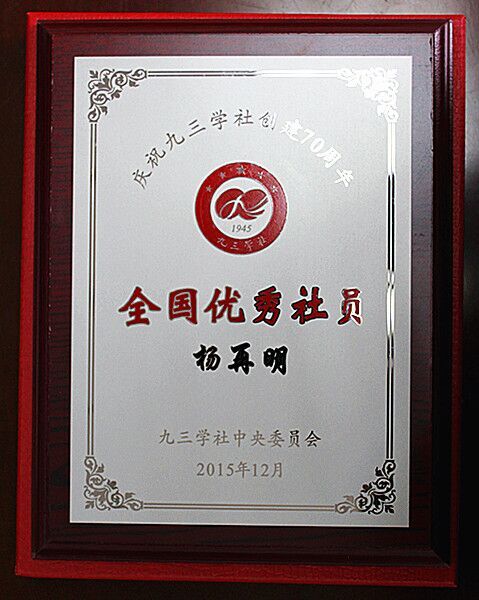 庆祝九三学社创建70周年
1945
九三学社
全国优秀社员
杨再明
九三学社中央委员会
2015年12月